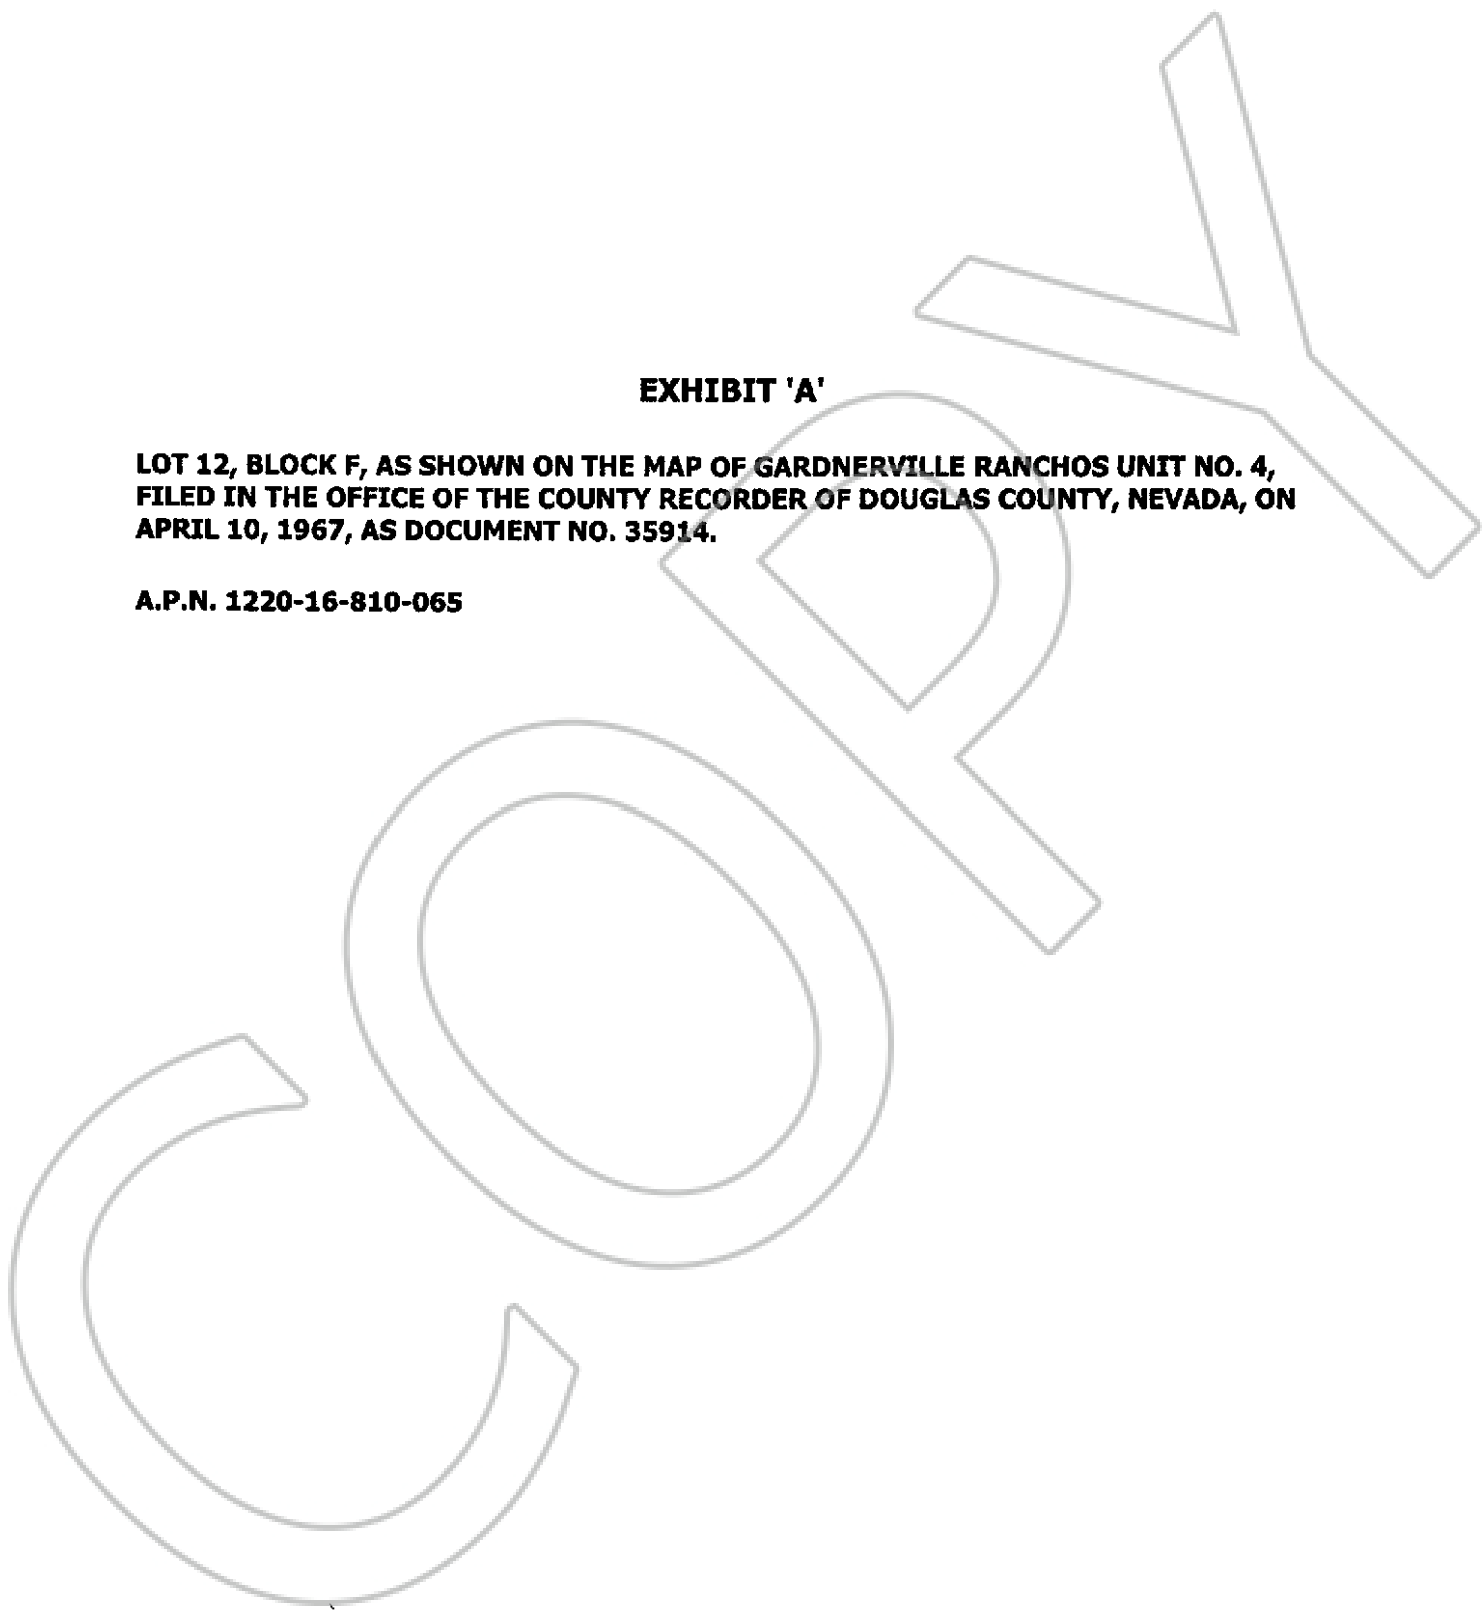 EXHIBIT 'A'
LOT 12, BLOCK F, AS SHOWN ON THE MAP OF GARDNERVILLE RANCHOS UNIT NO. 4,
FILED IN THE OFFICE OF THE COUNTY RECORDER OF DOUGLAS COUNTY, NEVADA, ON
APRIL 10, 1967, AS DOCUMENT NO. 35914.
A.P.N. 1220-16-810-065
COPY